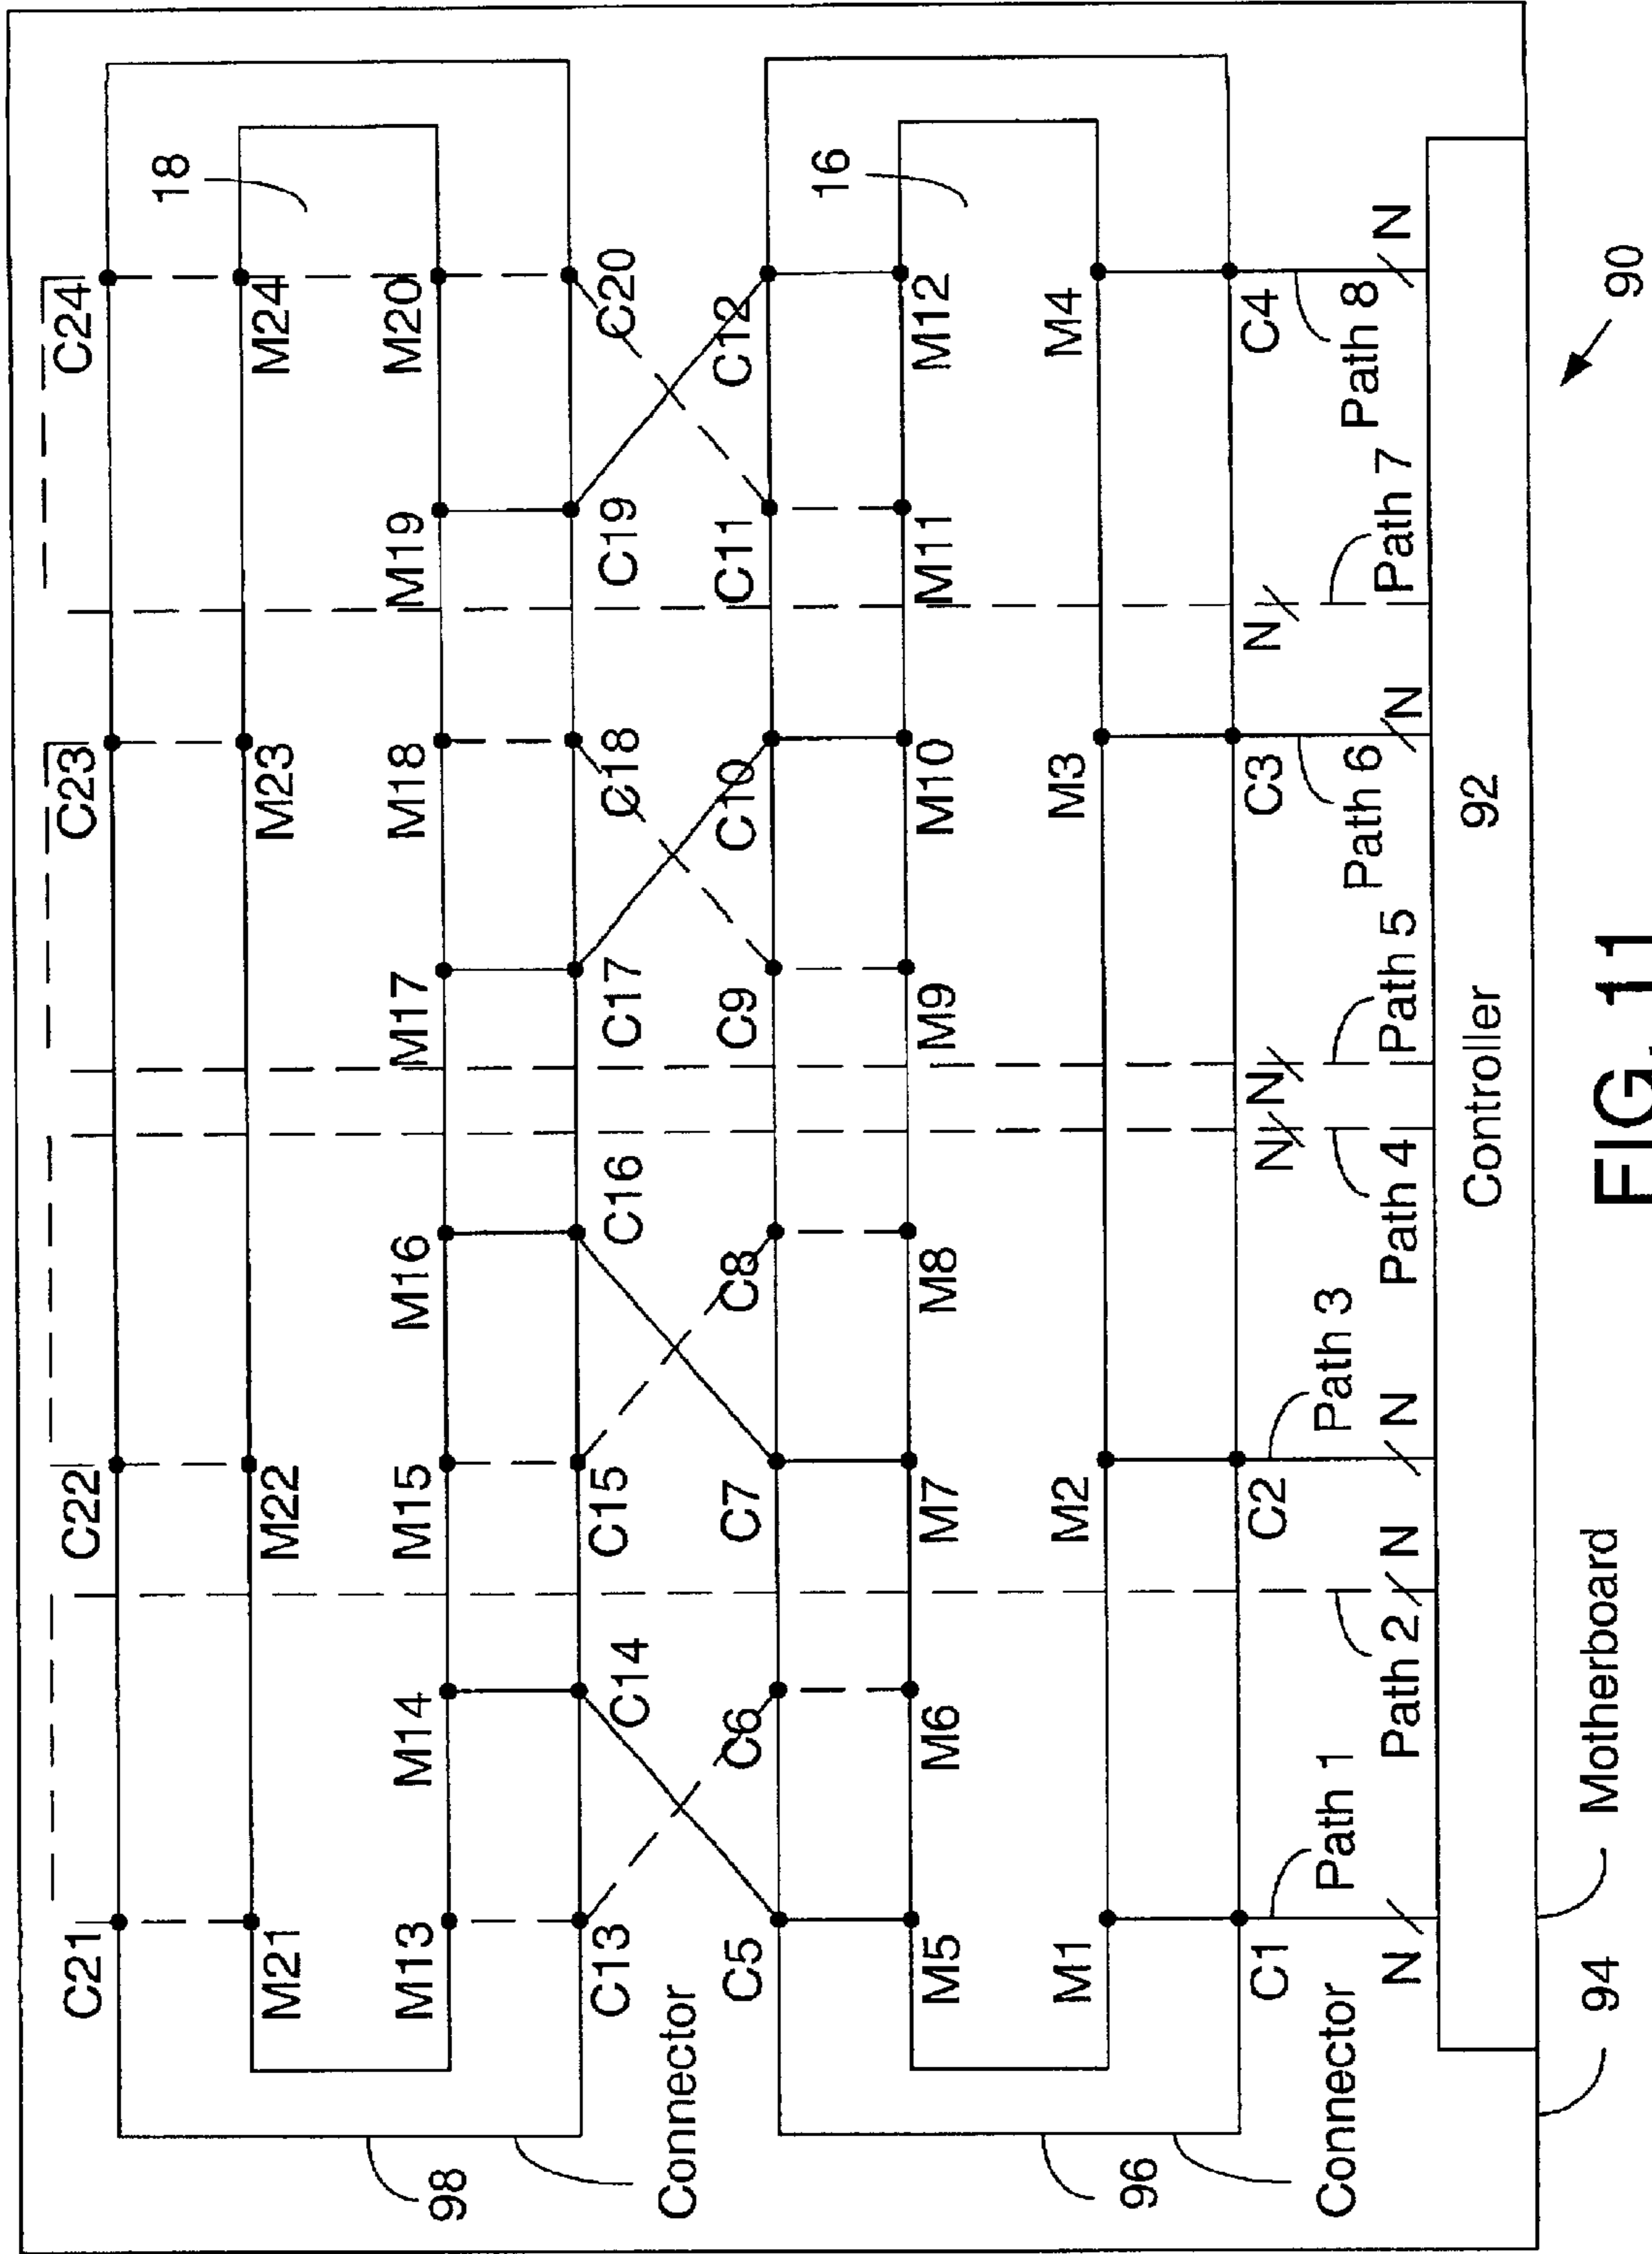 C21 C22 C23 C24
18
M21 M22 M23 M24
M13 M14 M15 M16 M17 M18 M19 M20
C13 C14 C15 C16 C17 C18 C19 C20
98
Connector
C5 C6 C7 C8 C9 C10 C11 C12
16
M5 M6 M7 M8 M9 M10 M11 M12
M1 M2 M3 M4
C1 C2 C3 C4
96
Connector
N N N N N N N N
Path 1 Path 2 Path 3 Path 4 Path 5 Path 6 Path 7 Path 8
Controller 92
94 Motherboard
90
FIG. 11